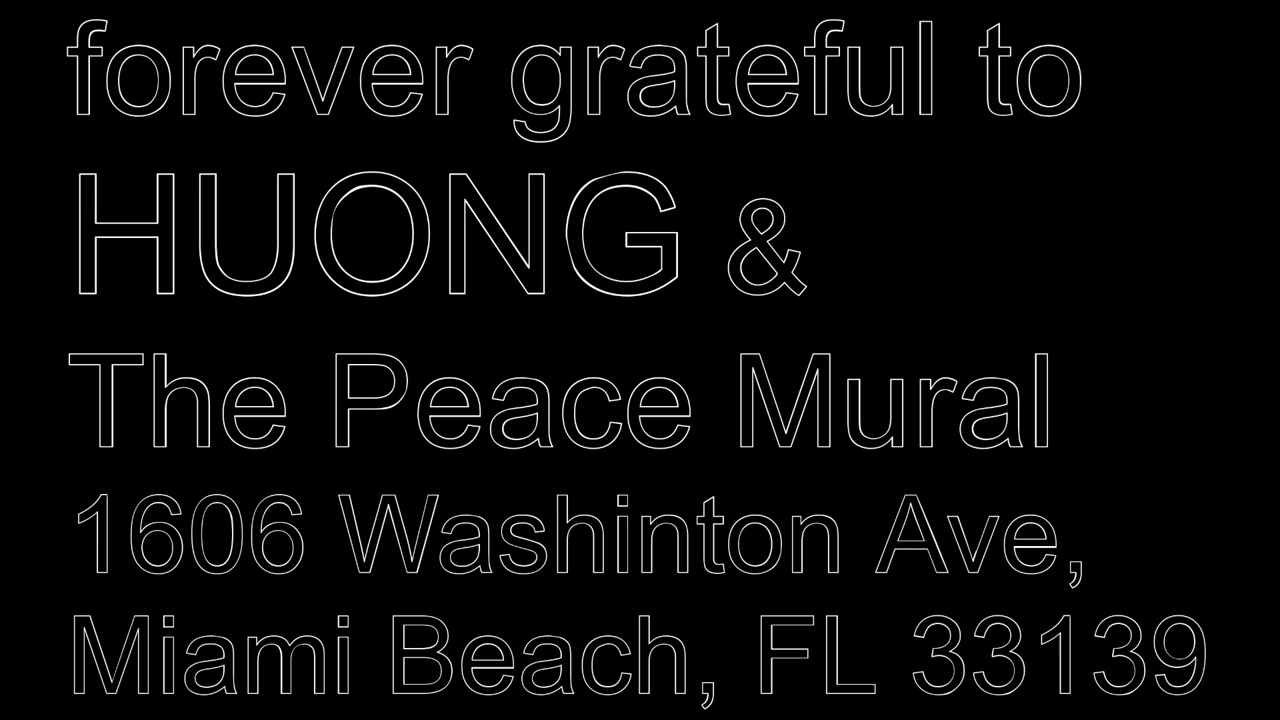 forever grateful to
HUONG &
The Peace Mural
1606 Washinton Ave,
Miami Beach, FL 33139